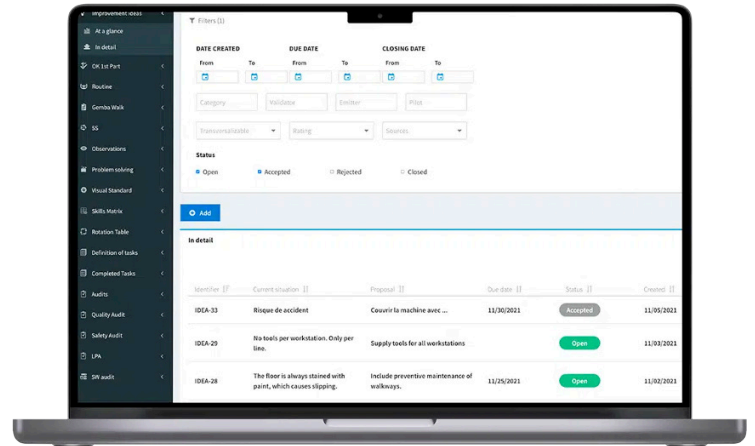 Improvement Ideas
At a glance
In detail
OK 1st Part
Routine
Gemba Walk
5S
Observations
Problem solving
Visual Standard
Skills Matrix
Rotation Table
Definition of tasks
Completed Tasks
Audits
Quality Audit
Safety Audit
LPA
SW audit
Filters (1)
DATE CREATED DUE DATE CLOSING DATE
From To From To From To
Category Validator Emitter Pilot
Transversalizable Rating Sources
Status
Open Accepted Rejected Closed
Add
In detail
Identifier Current situation Proposal Due date Status Created
IDEA-33 Risque de accident Couvrir la machine avec ... 11/30/2021 Accepted 11/05/2021
IDEA-29 No tools per workstation. Only per line. Supply tools for all workstations Open 11/03/2021
IDEA-28 The floor is always stained with paint, which causes slipping. Include preventive maintenance of walkways. 11/25/2021 Open 11/02/2021